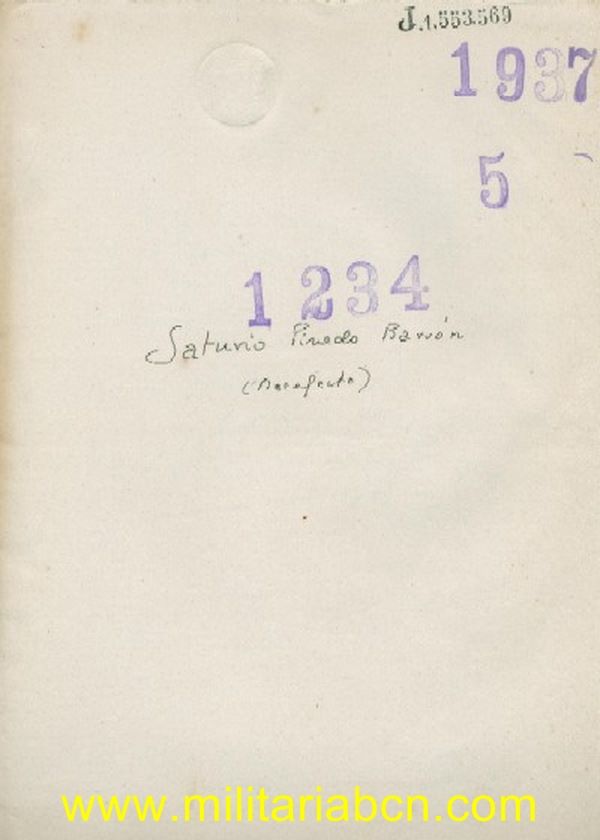 J.1.553.569
1937
5
1234
Saturio Pinedo Barrón
www.militariabcn.com